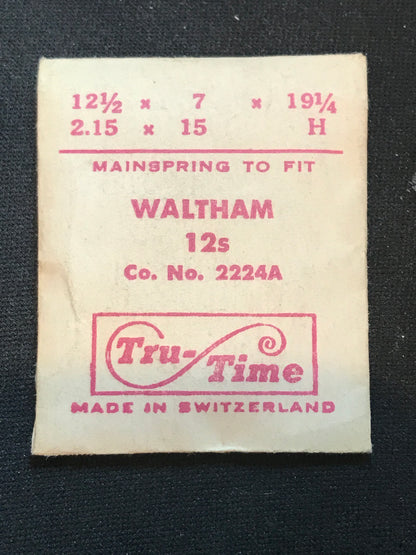 12½ x 7 x 19¼
2.15 x 15 H
MAINSPRING TO FIT
WALTHAM
12s
Co. No. 2224A
Tru-Time
MADE IN SWITZERLAND